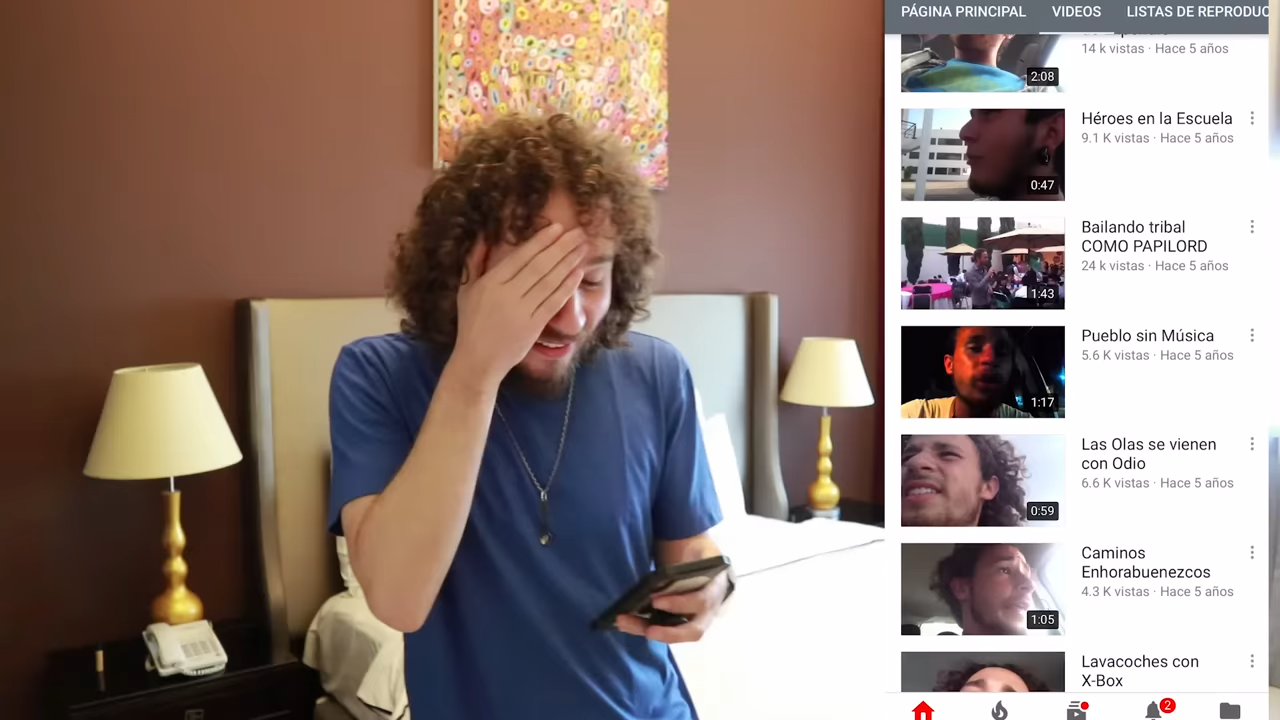 PÁGINA PRINCIPAL VIDEOS LISTAS DE REPRODUC
14 k vistas · Hace 5 años
2:08
Héroes en la Escuela
9.1 K vistas · Hace 5 años
0:47
Bailando tribal
COMO PAPILORD
24 k vistas · Hace 5 años
1:43
Pueblo sin Música
5.6 K vistas · Hace 5 años
1:17
Las Olas se vienen
con Odio
6.6 K vistas · Hace 5 años
0:59
Caminos
Enhorabuenezcos
4.3 K vistas · Hace 5 años
1:05
Lavacoches con
X-Box
2